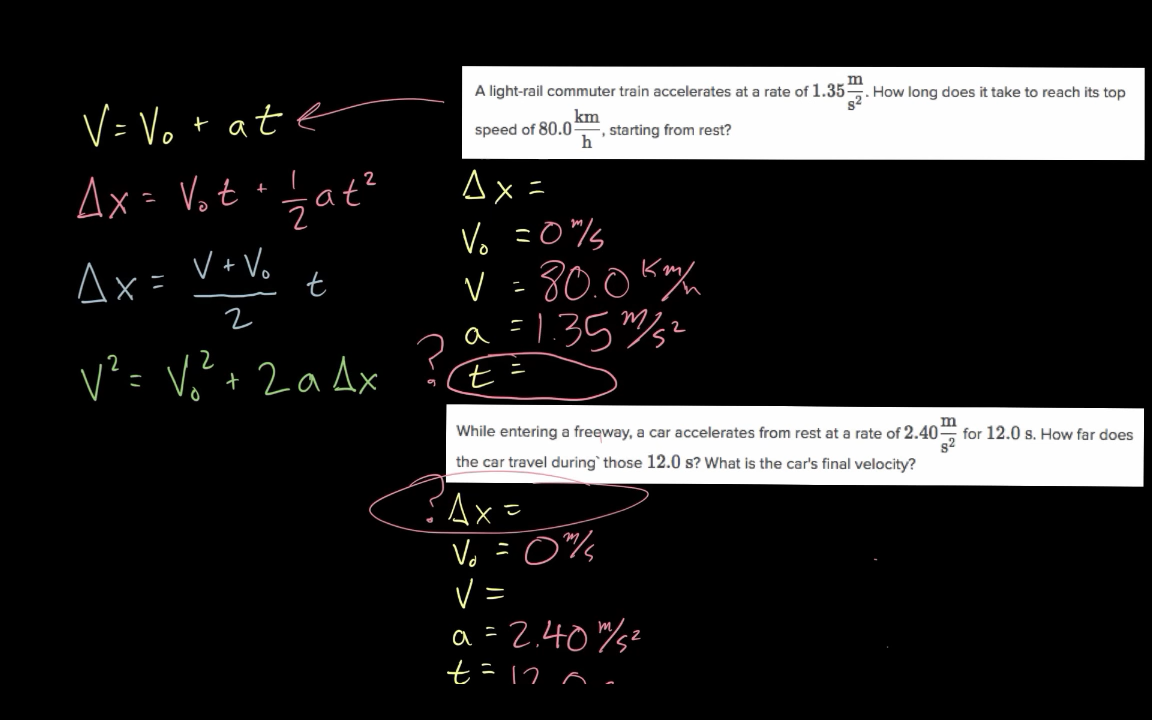 V = V₀ + at
Δx = V₀t + 1/2 at²
Δx = (V + V₀)/2 t
V² = V₀² + 2aΔx
A light-rail commuter train accelerates at a rate of 1.35 m/s². How long does it take to reach its top
speed of 80.0 km/h, starting from rest?
Δx =
V₀ = 0 m/s
V = 80.0 Km/h
a = 1.35 m/s²
? t =
While entering a freeway, a car accelerates from rest at a rate of 2.40 m/s² for 12.0 s. How far does
the car travel during` those 12.0 s? What is the car's final velocity?
? Δx =
V₀ = 0 m/s
V =
a = 2.40 m/s²
t =